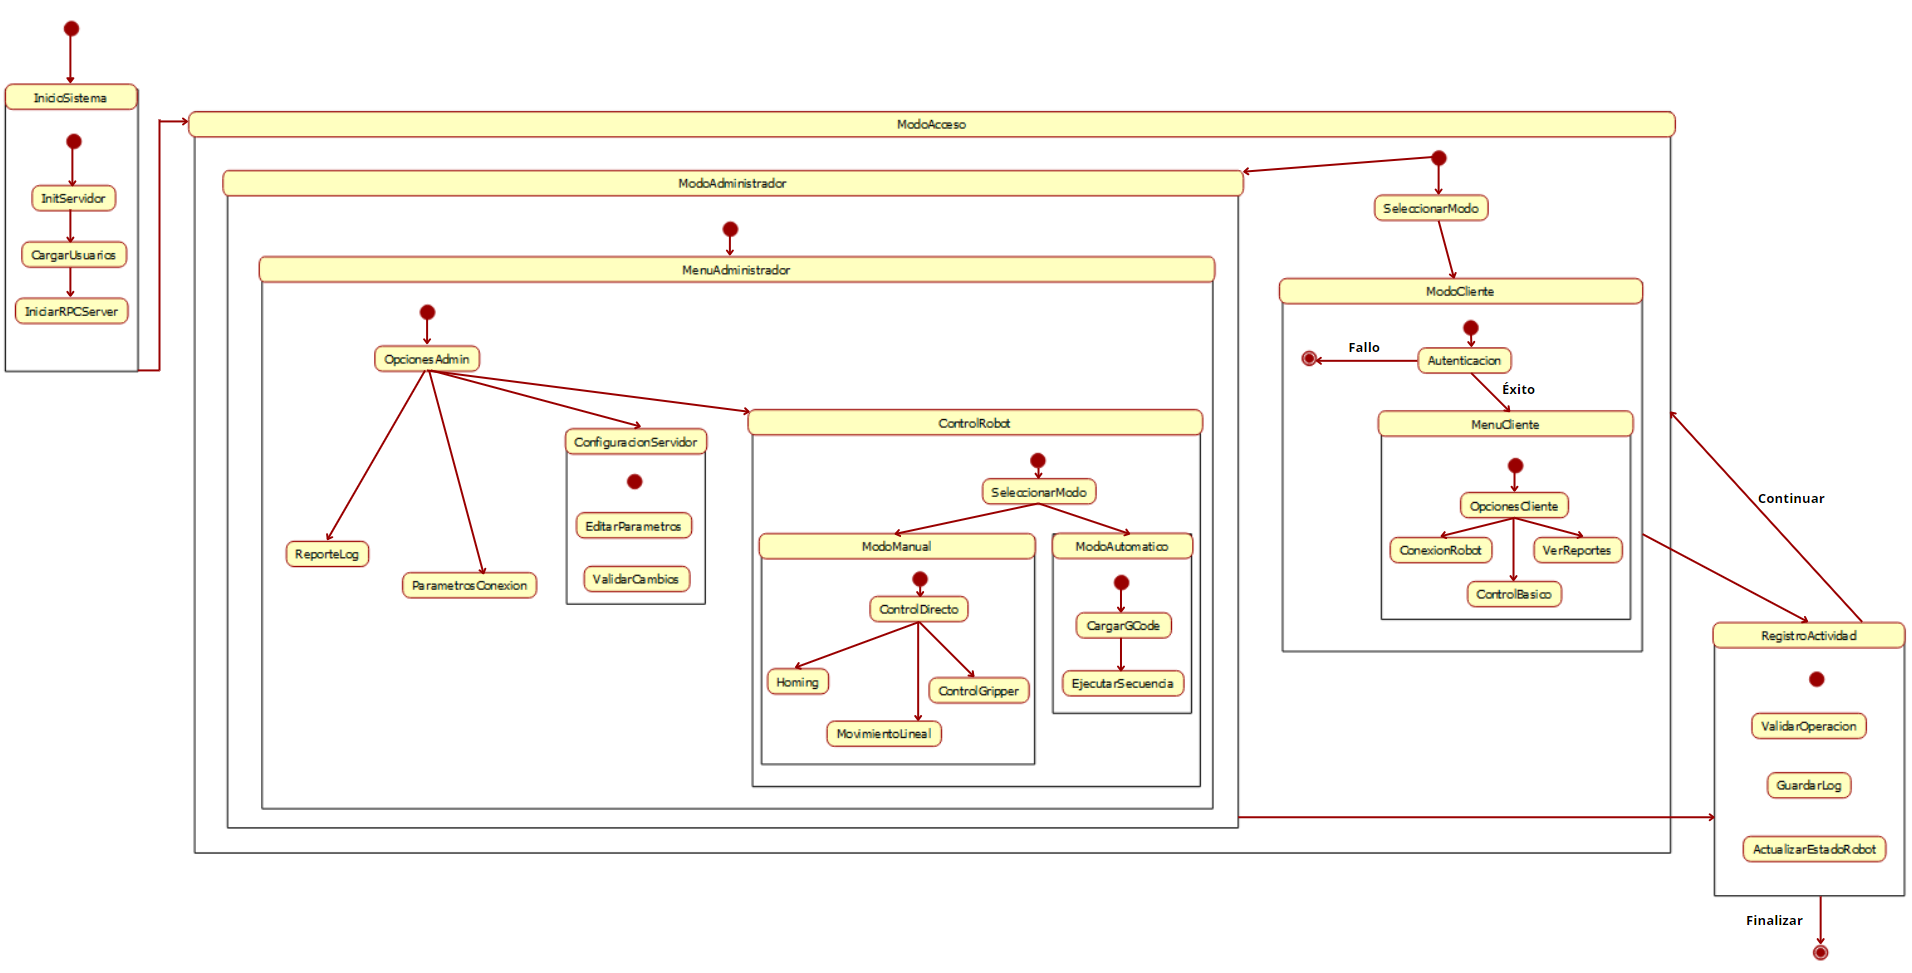 InicioSistema
InitServidor
CargarUsuarios
IniciarRPCServer
ModoAcceso
ModoAdministrador
MenuAdministrador
OpcionesAdmin
ReporteLog
ParametrosConexion
ConfiguracionServidor
EditarParametros
ValidarCambios
ControlRobot
SeleccionarModo
ModoManual
ControlDirecto
Homing
MovimientoLineal
ControlGripper
ModoAutomatico
CargarGCode
EjecutarSecuencia
SeleccionarModo
ModoCliente
Fallo
Autenticacion
Éxito
MenuCliente
OpcionesCliente
ConexionRobot
VerReportes
ControlBasico
Continuar
RegistroActividad
ValidarOperacion
GuardarLog
ActualizarEstadoRobot
Finalizar